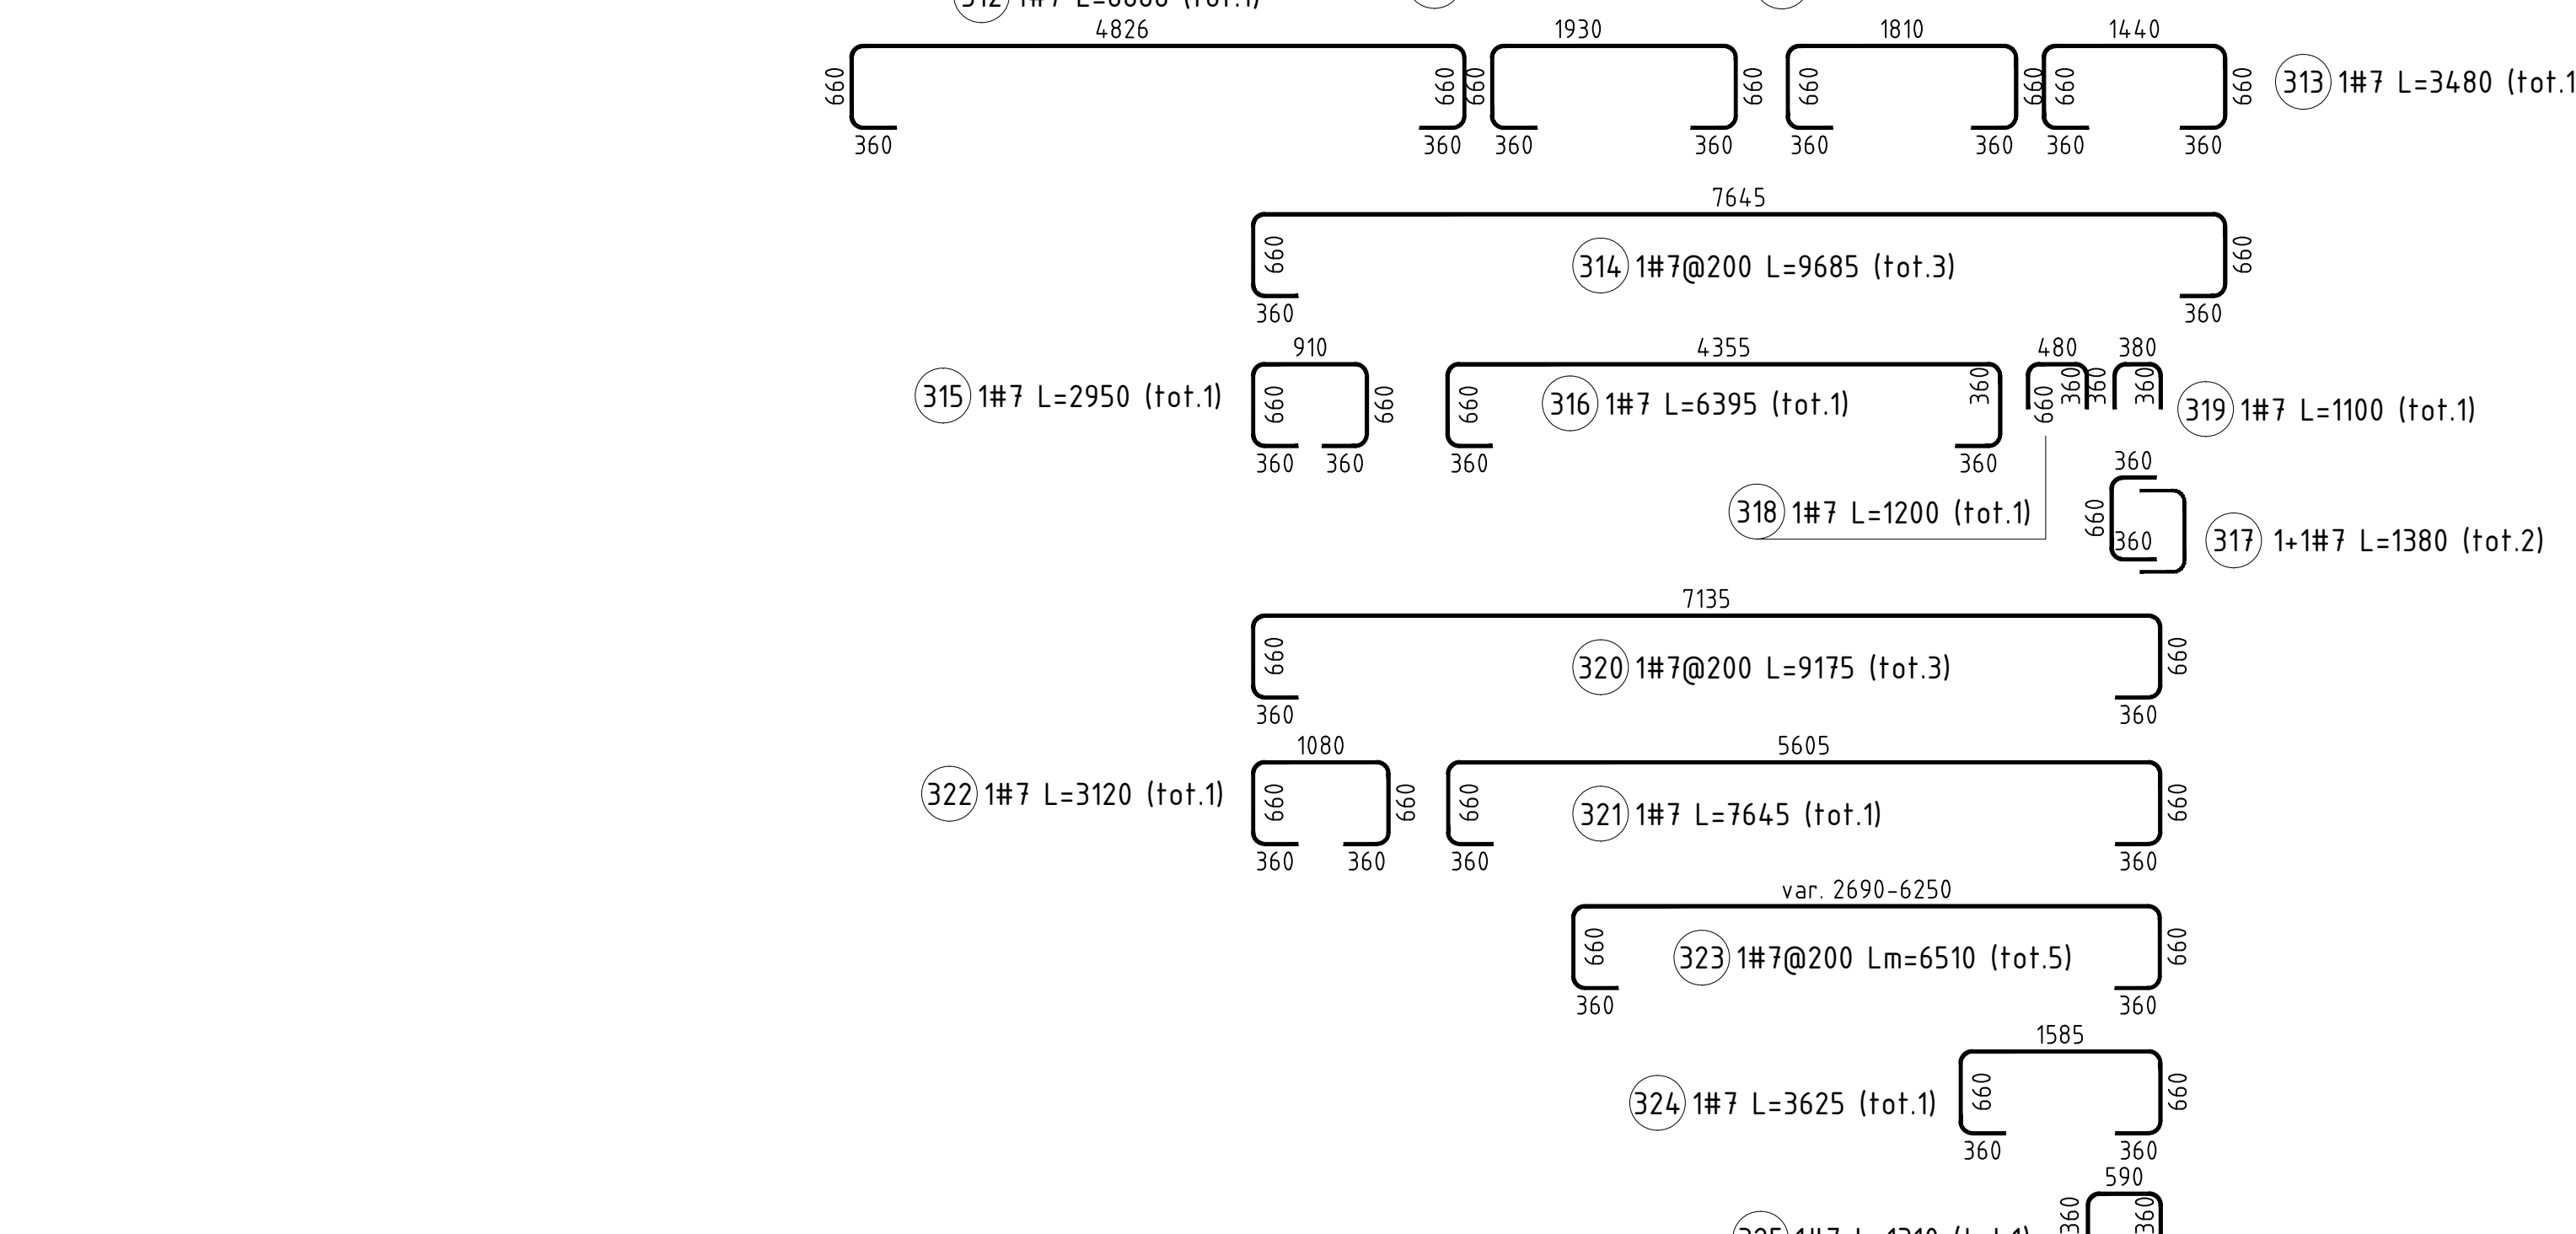 4826 1930 1810 1440
660 660 660 660 660 660 660 660
313 1#7 L=3480 (tot.1
360 360 360 360 360 360 360 360
7645
660 314 1#7@200 L=9685 (tot.3) 660
360 360
910 4355 480 380
315 1#7 L=2950 (tot.1) 660 660 660 316 1#7 L=6395 (tot.1) 360 660 360 360 360 319 1#7 L=1100 (tot.1)
360 360 360 360
360
318 1#7 L=1200 (tot.1) 660
360 317 1+1#7 L=1380 (tot.2)
7135
660 320 1#7@200 L=9175 (tot.3) 660
360 360
1080 5605
322 1#7 L=3120 (tot.1) 660 660 660 321 1#7 L=7645 (tot.1) 660
360 360 360 360
var. 2690-6250
660 323 1#7@200 Lm=6510 (tot.5) 660
360 360
1585
324 1#7 L=3625 (tot.1) 660 660
360 360
590
360 360